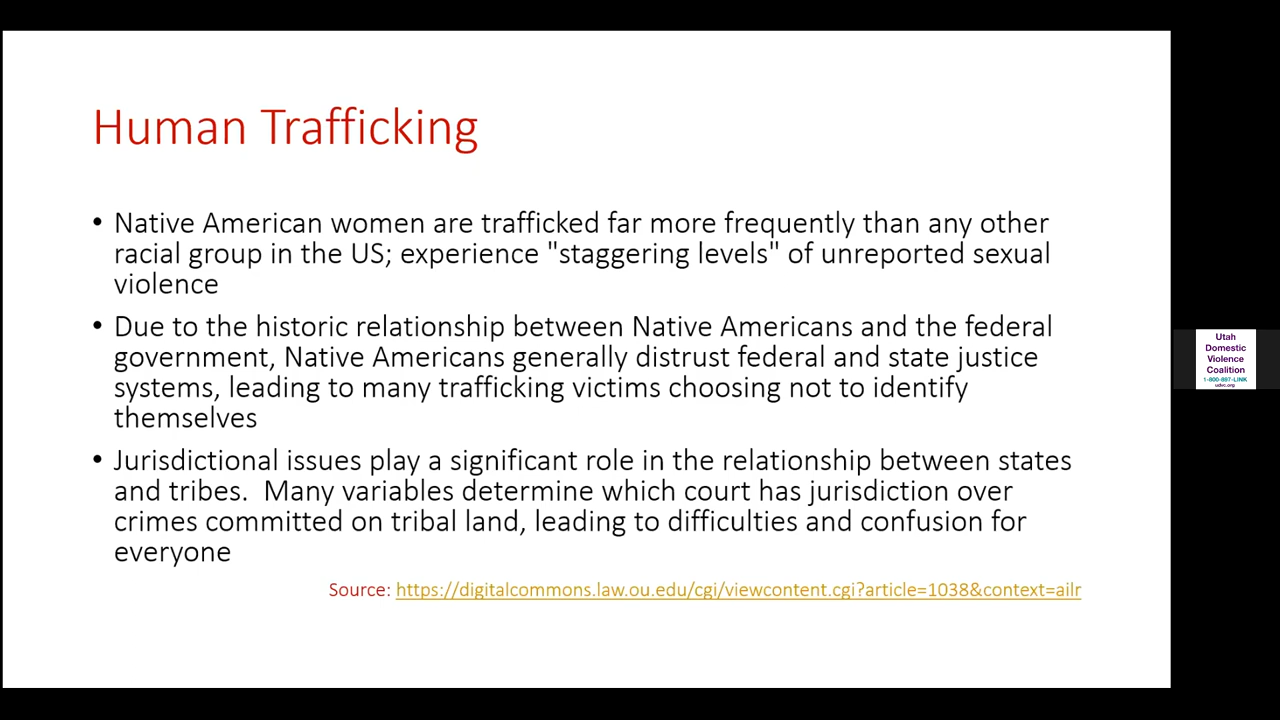 Human Trafficking
• Native American women are trafficked far more frequently than any other
racial group in the US; experience "staggering levels" of unreported sexual
violence
• Due to the historic relationship between Native Americans and the federal
government, Native Americans generally distrust federal and state justice
systems, leading to many trafficking victims choosing not to identify
themselves
• Jurisdictional issues play a significant role in the relationship between states
and tribes.  Many variables determine which court has jurisdiction over
crimes committed on tribal land, leading to difficulties and confusion for
everyone
Source: https://digitalcommons.law.ou.edu/cgi/viewcontent.cgi?article=1038&context=ailr
Utah
Domestic
Violence
Coalition
1-800-897-LINK
udvc.org